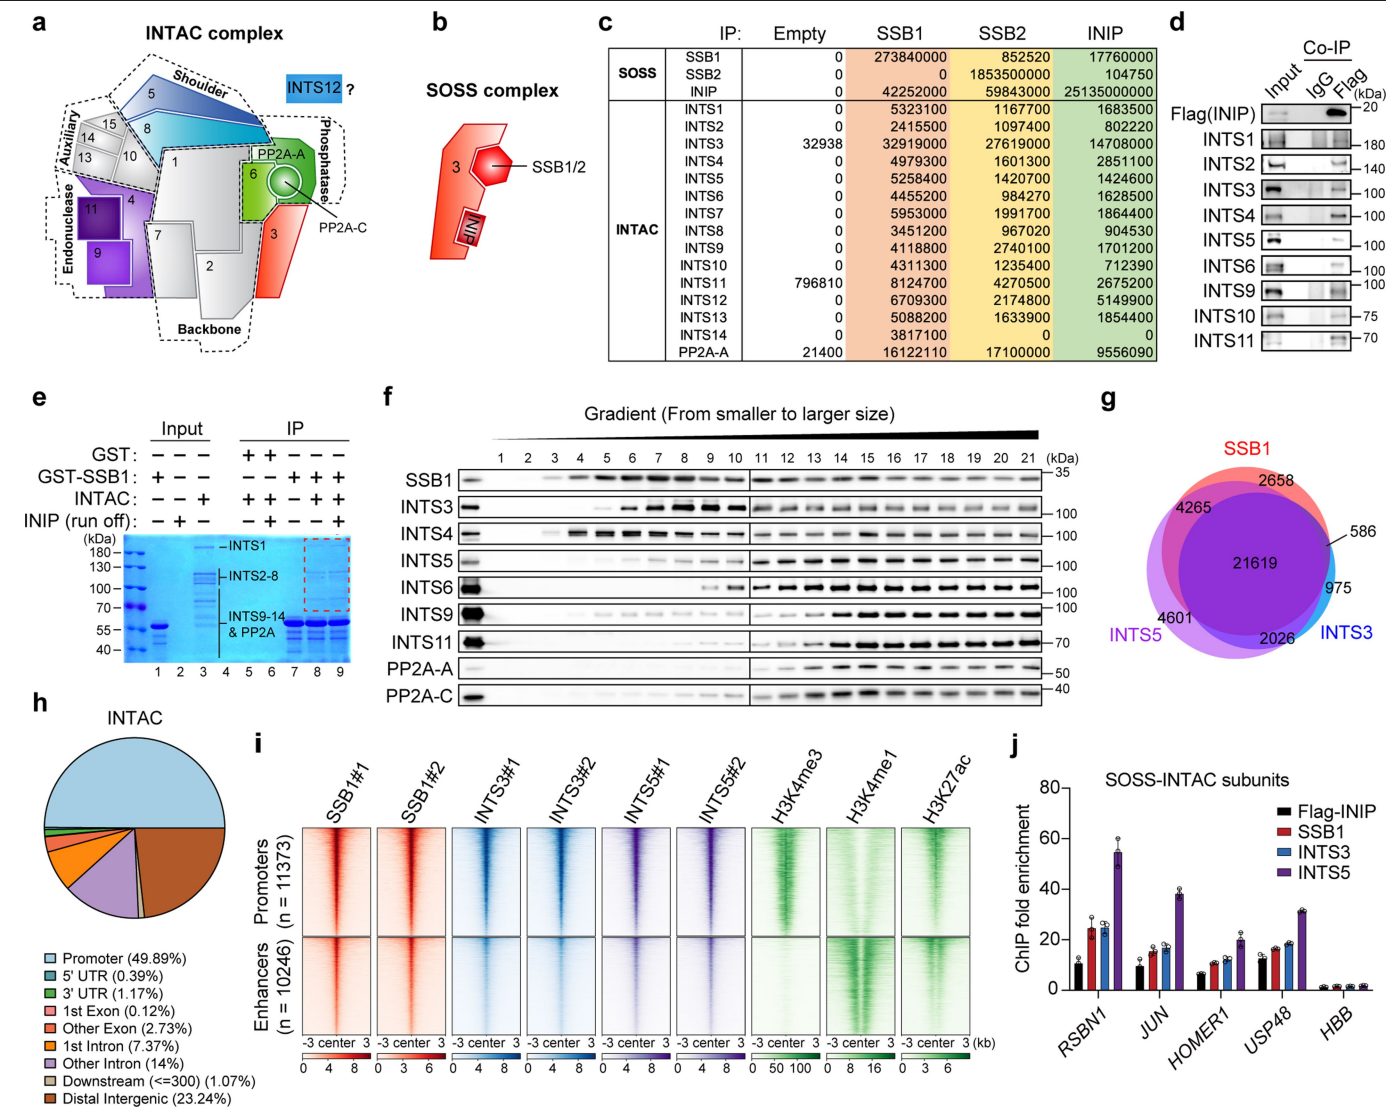 a
INTAC complex
Shoulder
INTS12 ?
5
8
Auxiliary
15
14
13
10
1
PP2A-A
6
Phosphatase
PP2A-C
Endonuclease
11
4
9
7
2
3
Backbone
b
SOSS complex
3
SSB1/2
INIP
c
IP: Empty SSB1 SSB2 INIP
SOSS
SSB1 0 273840000 852520 17760000
SSB2 0 0 1853500000 104750
INIP 0 42252000 59843000 25135000000
INTAC
INTS1 0 5323100 1167700 1683500
INTS2 0 2415500 1097400 802220
INTS3 32938 32919000 27619000 14708000
INTS4 0 4979300 1601300 2851100
INTS5 0 5258400 1420700 1424600
INTS6 0 4455200 984270 1628500
INTS7 0 5953000 1991700 1864400
INTS8 0 3451200 967020 904530
INTS9 0 4118800 2740100 1701200
INTS10 0 4311300 1235400 712390
INTS11 796810 8124700 4270500 2675200
INTS12 0 6709300 2174800 5149900
INTS13 0 5088200 1633900 1854400
INTS14 0 3817100 0 0
PP2A-A 21400 16122110 17100000 9556090
d
Co-IP
Input IgG Flag
(kDa)
Flag(INIP) 20
INTS1 180
INTS2 140
INTS3 100
INTS4 100
INTS5 100
INTS6 100
INTS9 100
INTS10 75
INTS11 70
e
Input IP
GST: − − − + + − − −
GST-SSB1: + − − − − + + +
INTAC: − − + + + − + +
INIP (run off): − + − − + − − +
(kDa)
180
130
100
70
55
40
INTS1
INTS2-8
INTS9-14
& PP2A
1 2 3 4 5 6 7 8 9
f
Gradient (From smaller to larger size)
1 2 3 4 5 6 7 8 9 10 11 12 13 14 15 16 17 18 19 20 21 (kDa)
SSB1 35
INTS3 100
INTS4 100
INTS5 100
INTS6 100
INTS9 100
INTS11 70
PP2A-A 50
PP2A-C 40
g
SSB1
2658
4265
586
21619
975
4601
INTS5
2026
INTS3
h
INTAC
Promoter (49.89%)
5' UTR (0.39%)
3' UTR (1.17%)
1st Exon (0.12%)
Other Exon (2.73%)
1st Intron (7.37%)
Other Intron (14%)
Downstream (<=300) (1.07%)
Distal Intergenic (23.24%)
i
SSB1#1 SSB1#2 INTS3#1 INTS3#2 INTS5#1 INTS5#2 H3K4me3 H3K4me1 H3K27ac
Promoters
(n = 11373)
Enhancers
(n = 10246)
-3 center 3 -3 center 3 -3 center 3 -3 center 3 -3 center 3 -3 center 3 -3 center 3 -3 center 3 -3 center 3 (kb)
0 4 8 0 3 6 0 4 8 0 4 8 0 4 8 0 4 8 0 50 100 0 8 16 0 3 6
j
SOSS-INTAC subunits
ChIP fold enrichment
80
60
40
20
0
Flag-INIP
SSB1
INTS3
INTS5
RSBN1 JUN HOMER1 USP48 HBB